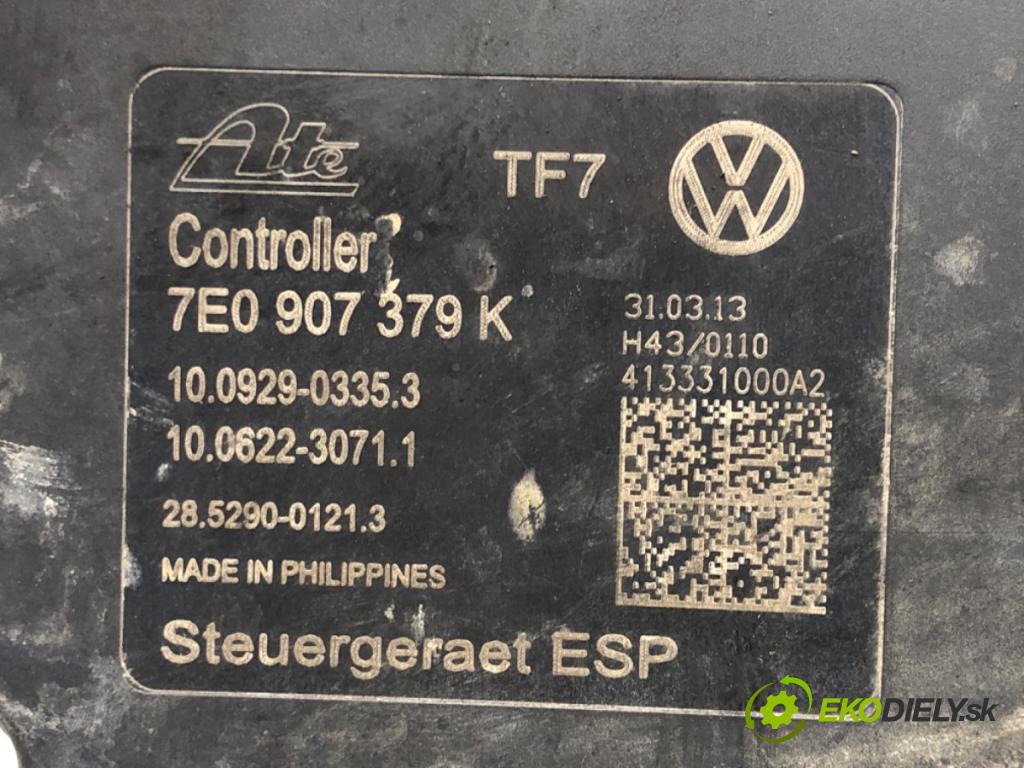 Ate
TF7
VW
Controller
7E0 907 379 K
31.03.13
H43/0110
413331000A2
10.0929-0335.3
10.0622-3071.1
28.5290-0121.3
MADE IN PHILIPPINES
Steuergeraet ESP
EKODIELY.sk